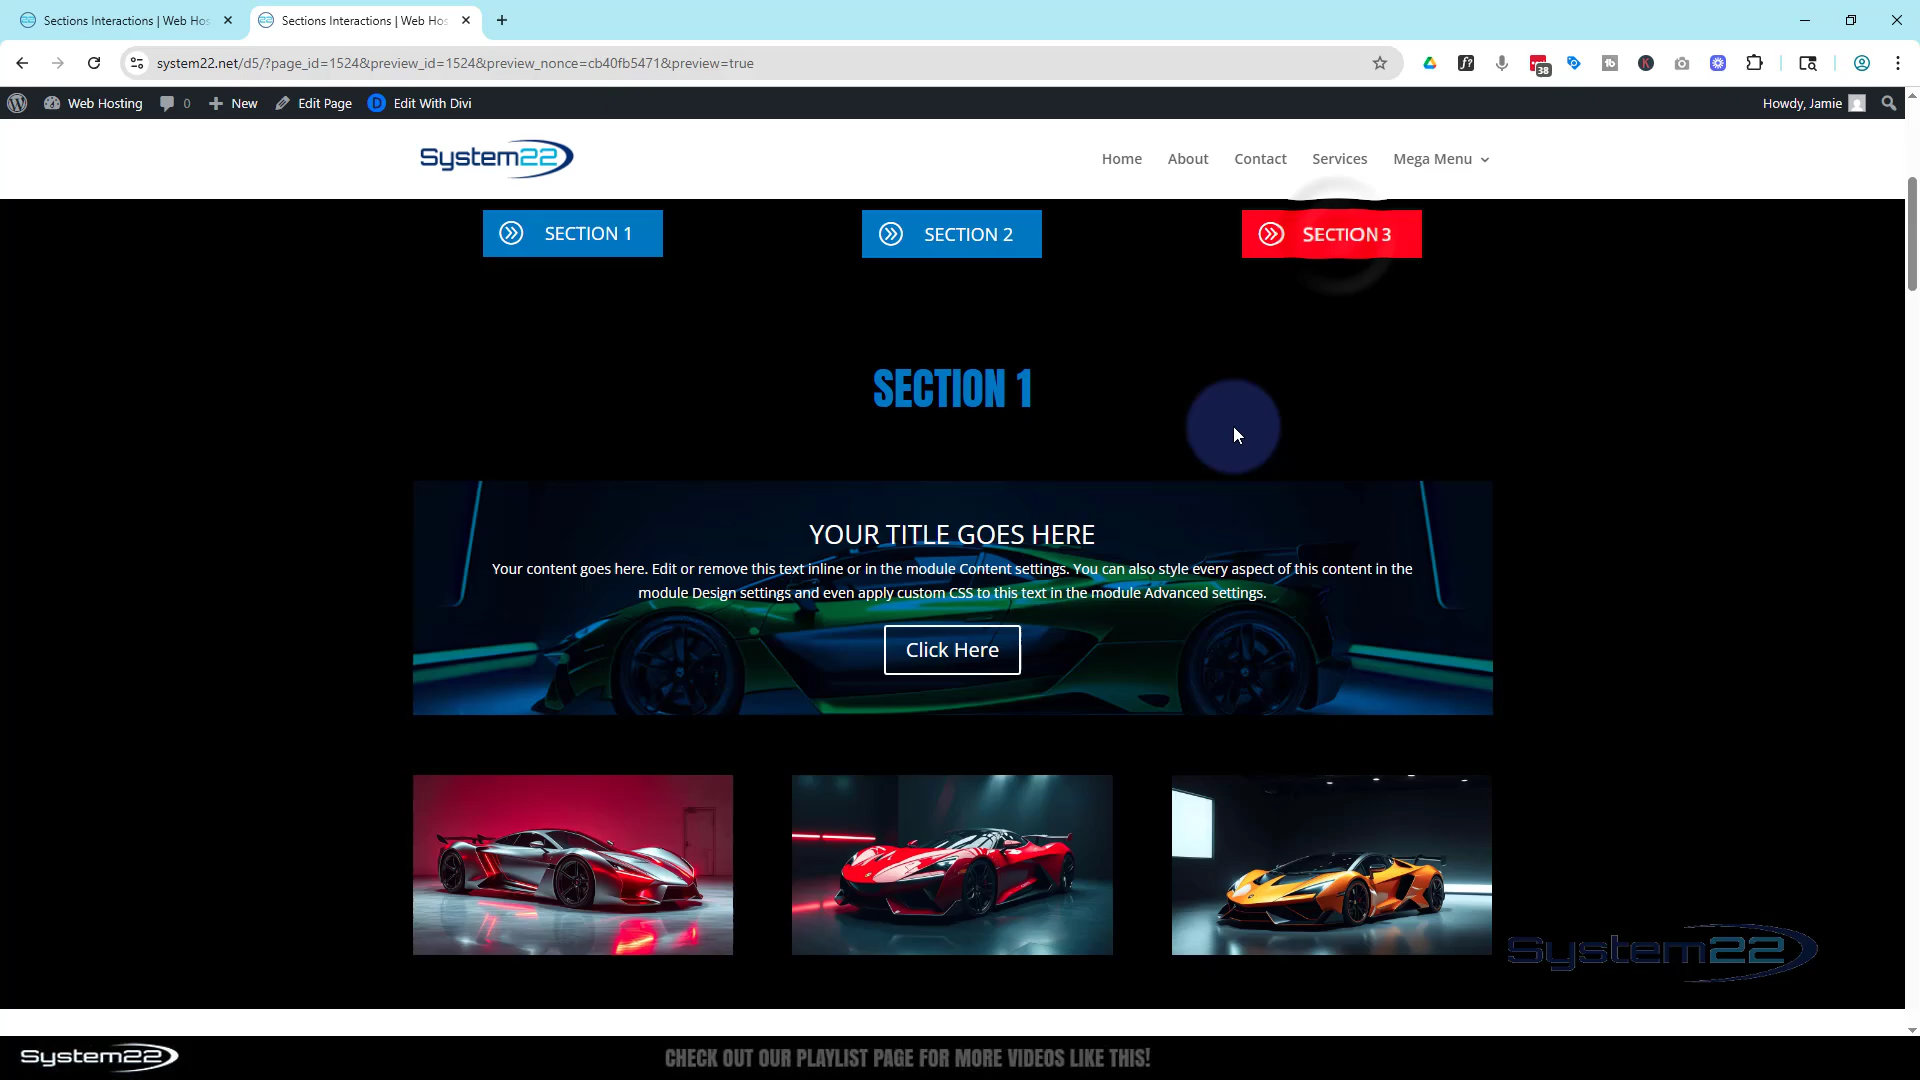 Sections Interactions | Web Hos
Sections Interactions | Web Hos
system22.net/d5/?page_id=1524&preview_id=1524&preview_nonce=cb40fb5471&preview=true
38
Web Hosting
0
New
Edit Page
D
Edit With Divi
Howdy, Jamie
System22
Home
About
Contact
Services
Mega Menu
SECTION 1
SECTION 2
SECTION 3
SECTION 1
YOUR TITLE GOES HERE
Your content goes here. Edit or remove this text inline or in the module Content settings. You can also style every aspect of this content in the
module Design settings and even apply custom CSS to this text in the module Advanced settings.
Click Here
System22
System22
CHECK OUT OUR PLAYLIST PAGE FOR MORE VIDEOS LIKE THIS!